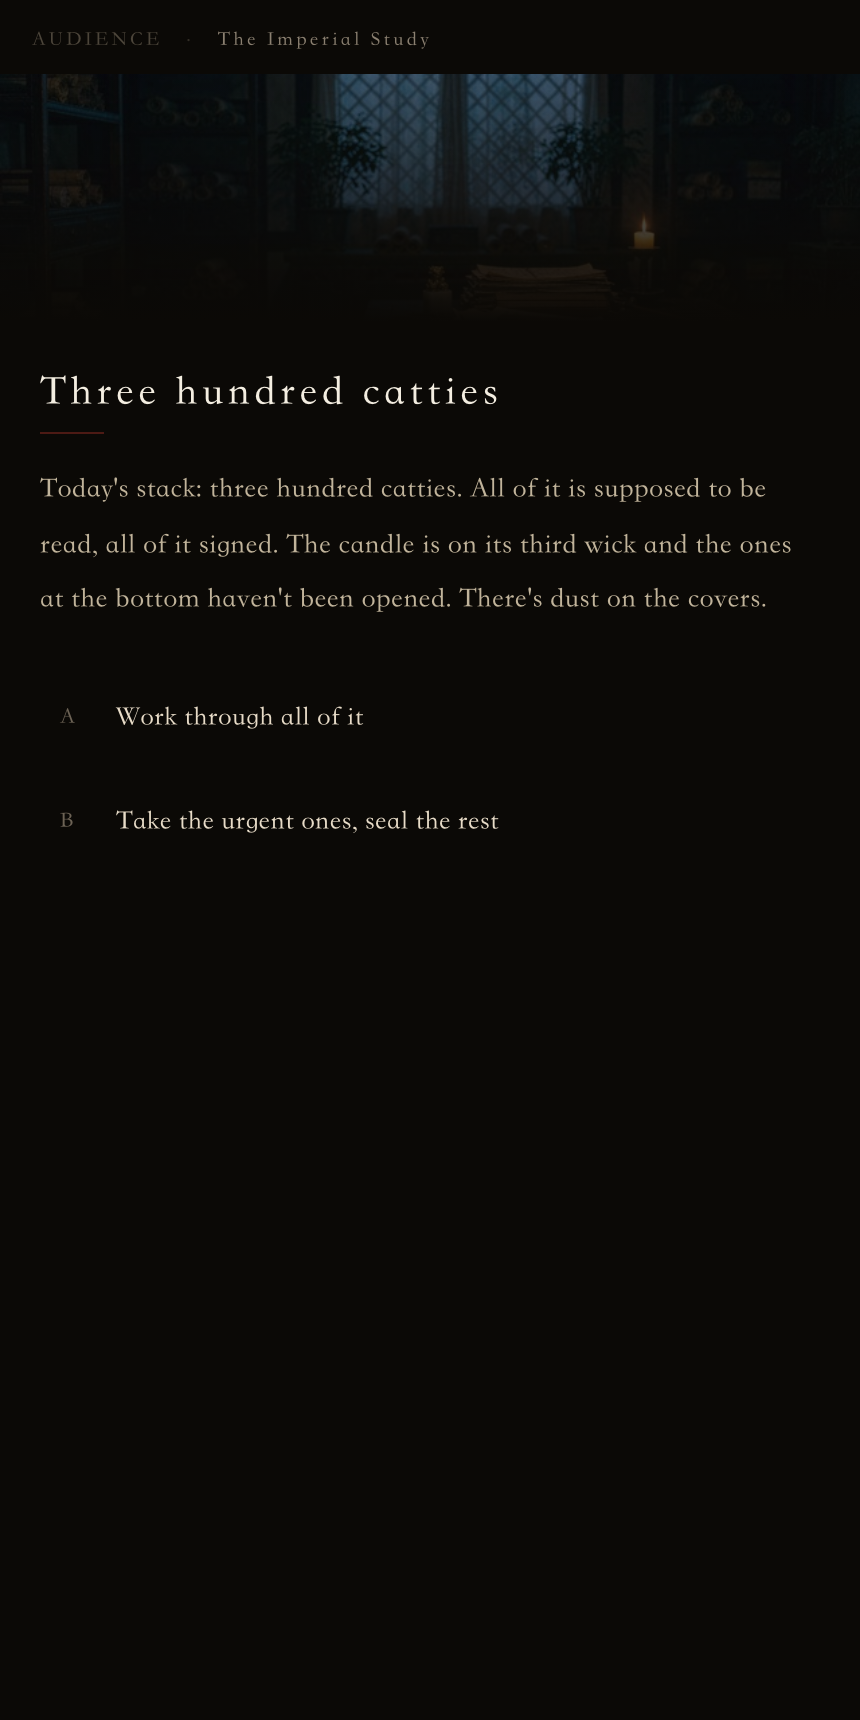 AUDIENCE · The Imperial Study
Three hundred catties
Today's stack: three hundred catties. All of it is supposed to be
read, all of it signed. The candle is on its third wick and the ones
at the bottom haven't been opened. There's dust on the covers.
A Work through all of it
B Take the urgent ones, seal the rest